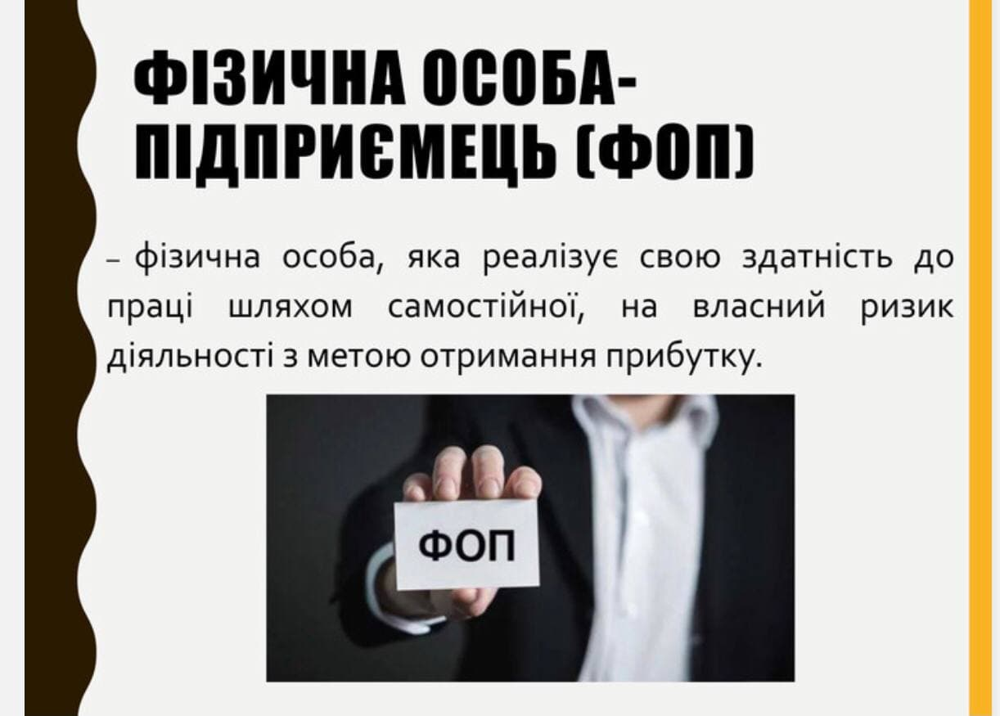 ФІЗИЧНА ОСОБА-
ПІДПРИЄМЕЦЬ (ФОП)
– фізична особа, яка реалізує свою здатність до
праці шляхом самостійної, на власний ризик
діяльності з метою отримання прибутку.
ФОП